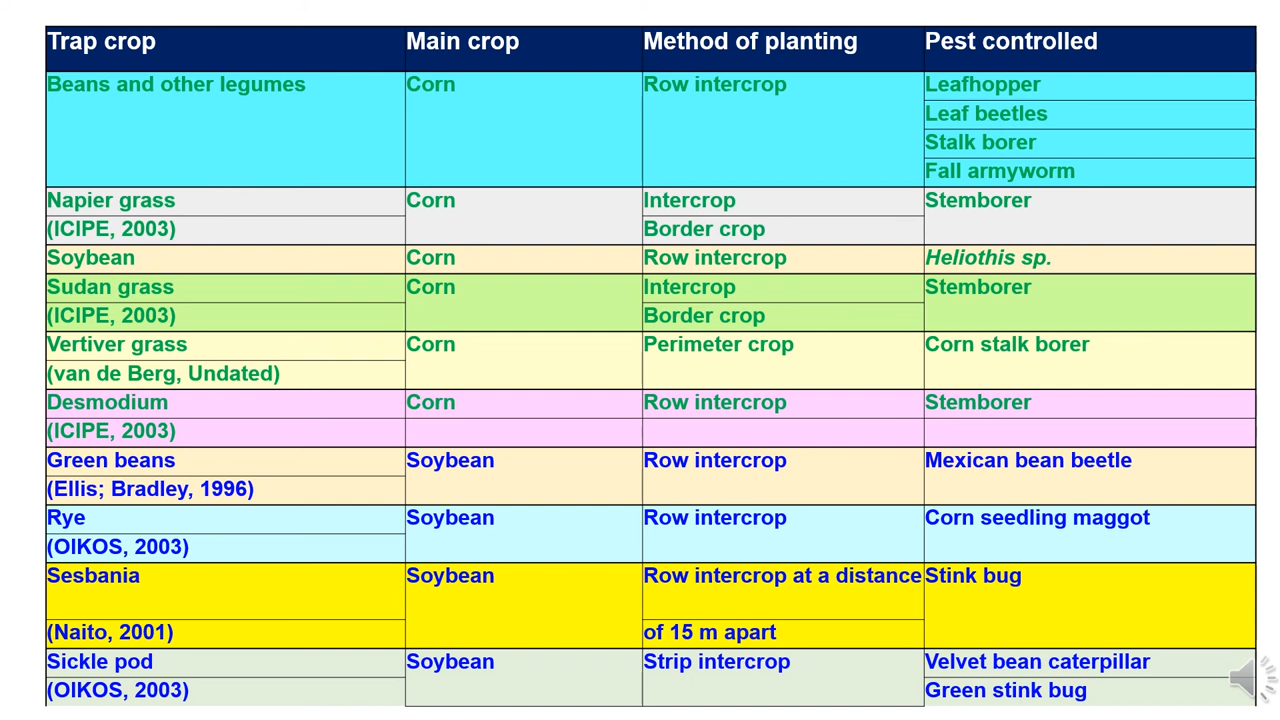 Trap crop Main crop Method of planting Pest controlled
Beans and other legumes Corn Row intercrop Leafhopper
Leaf beetles
Stalk borer
Fall armyworm
Napier grass Corn Intercrop Stemborer
(ICIPE, 2003) Border crop
Soybean Corn Row intercrop Heliothis sp.
Sudan grass Corn Intercrop Stemborer
(ICIPE, 2003) Border crop
Vertiver grass Corn Perimeter crop Corn stalk borer
(van de Berg, Undated)
Desmodium Corn Row intercrop Stemborer
(ICIPE, 2003)
Green beans Soybean Row intercrop Mexican bean beetle
(Ellis; Bradley, 1996)
Rye Soybean Row intercrop Corn seedling maggot
(OIKOS, 2003)
Sesbania Soybean Row intercrop at a distance Stink bug
(Naito, 2001) of 15 m apart
Sickle pod Soybean Strip intercrop Velvet bean caterpillar
(OIKOS, 2003) Green stink bug